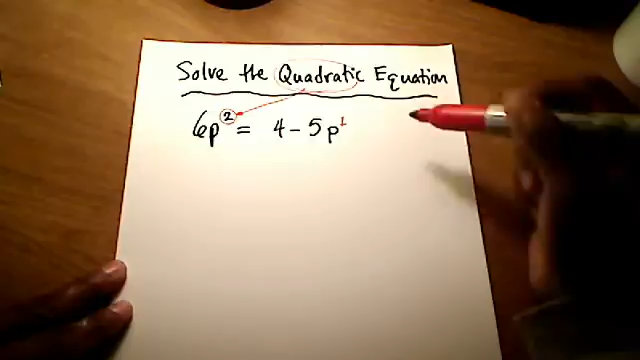 Solve the Quadratic Equation
6p² = 4 - 5p¹